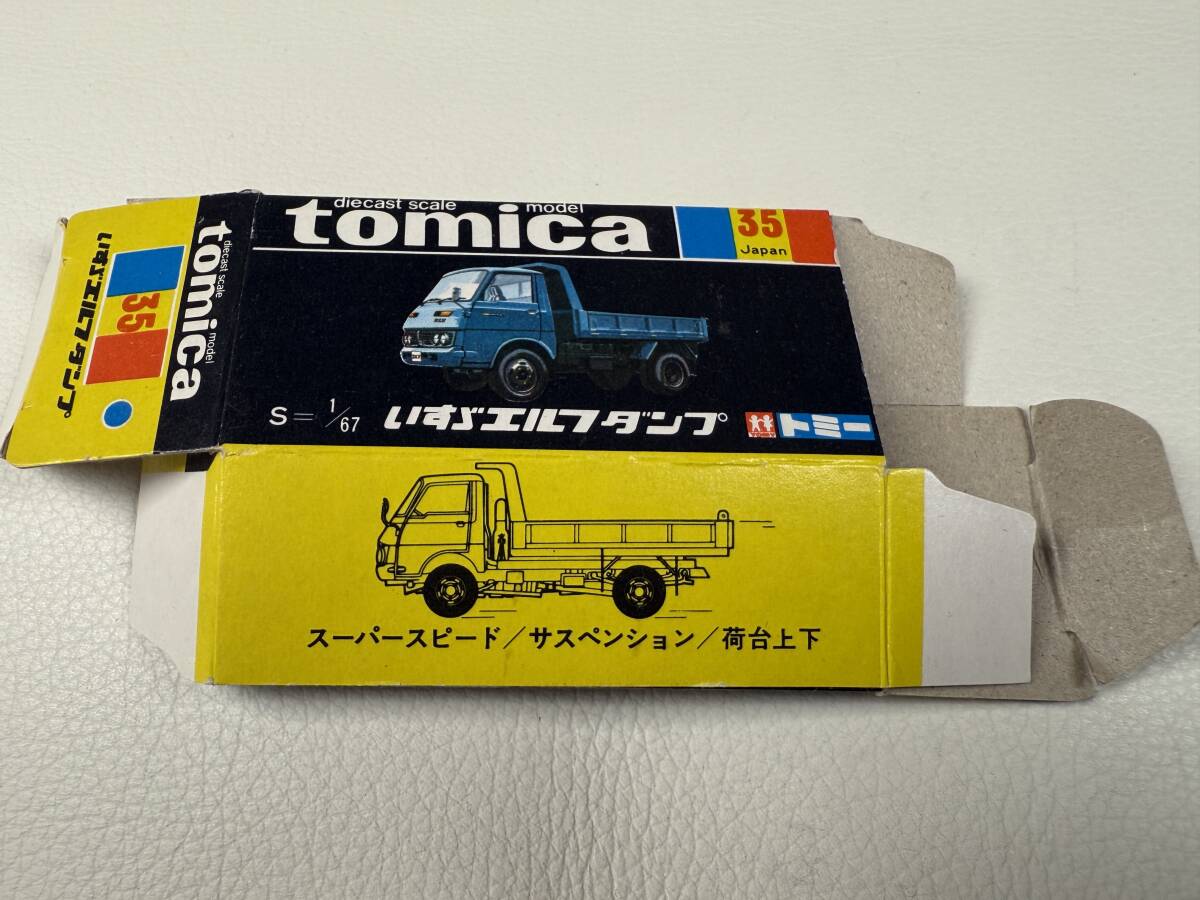 diecast scale model
tomica
35
Japan
S=1/67
いすゞエルフダンプ
TOMY
トミー
スーパースピード/サスペンション/荷台上下
diecast scale model
tomica
35
いすゞエルフダンプ